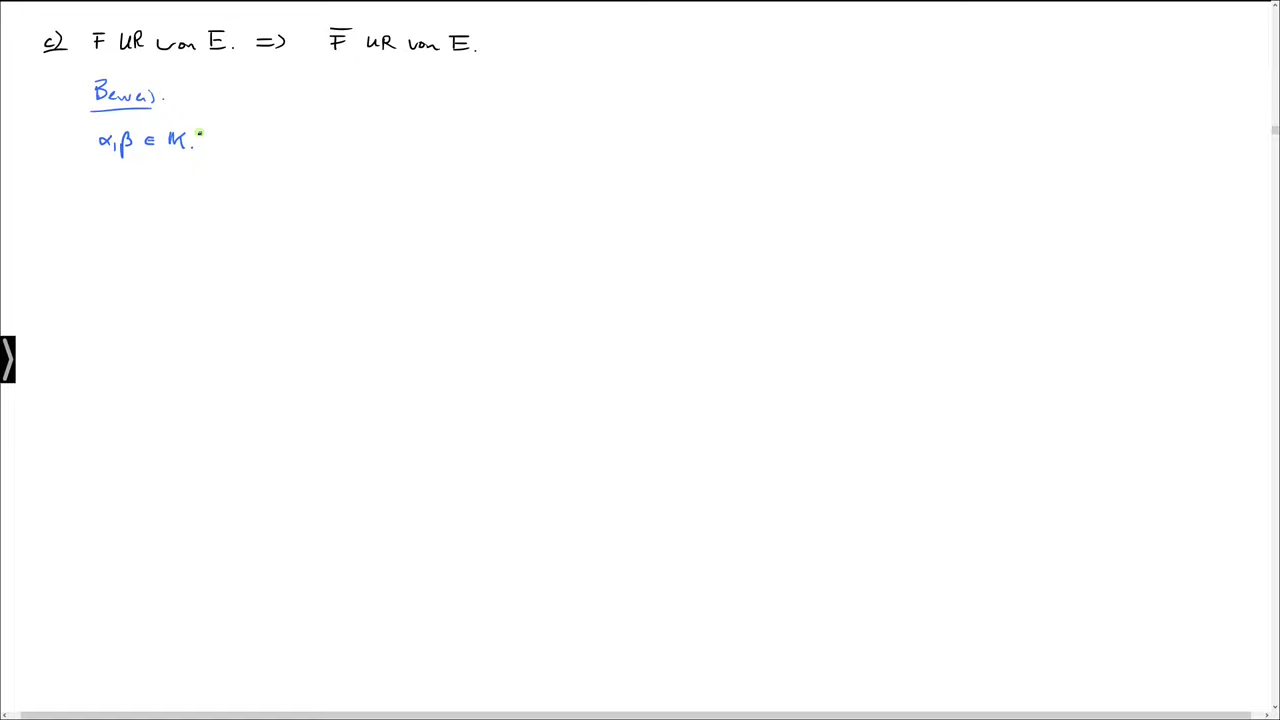 c) F UR von E. => F̅ UR von E.
Beweis.
α, β ∈ 𝕂.